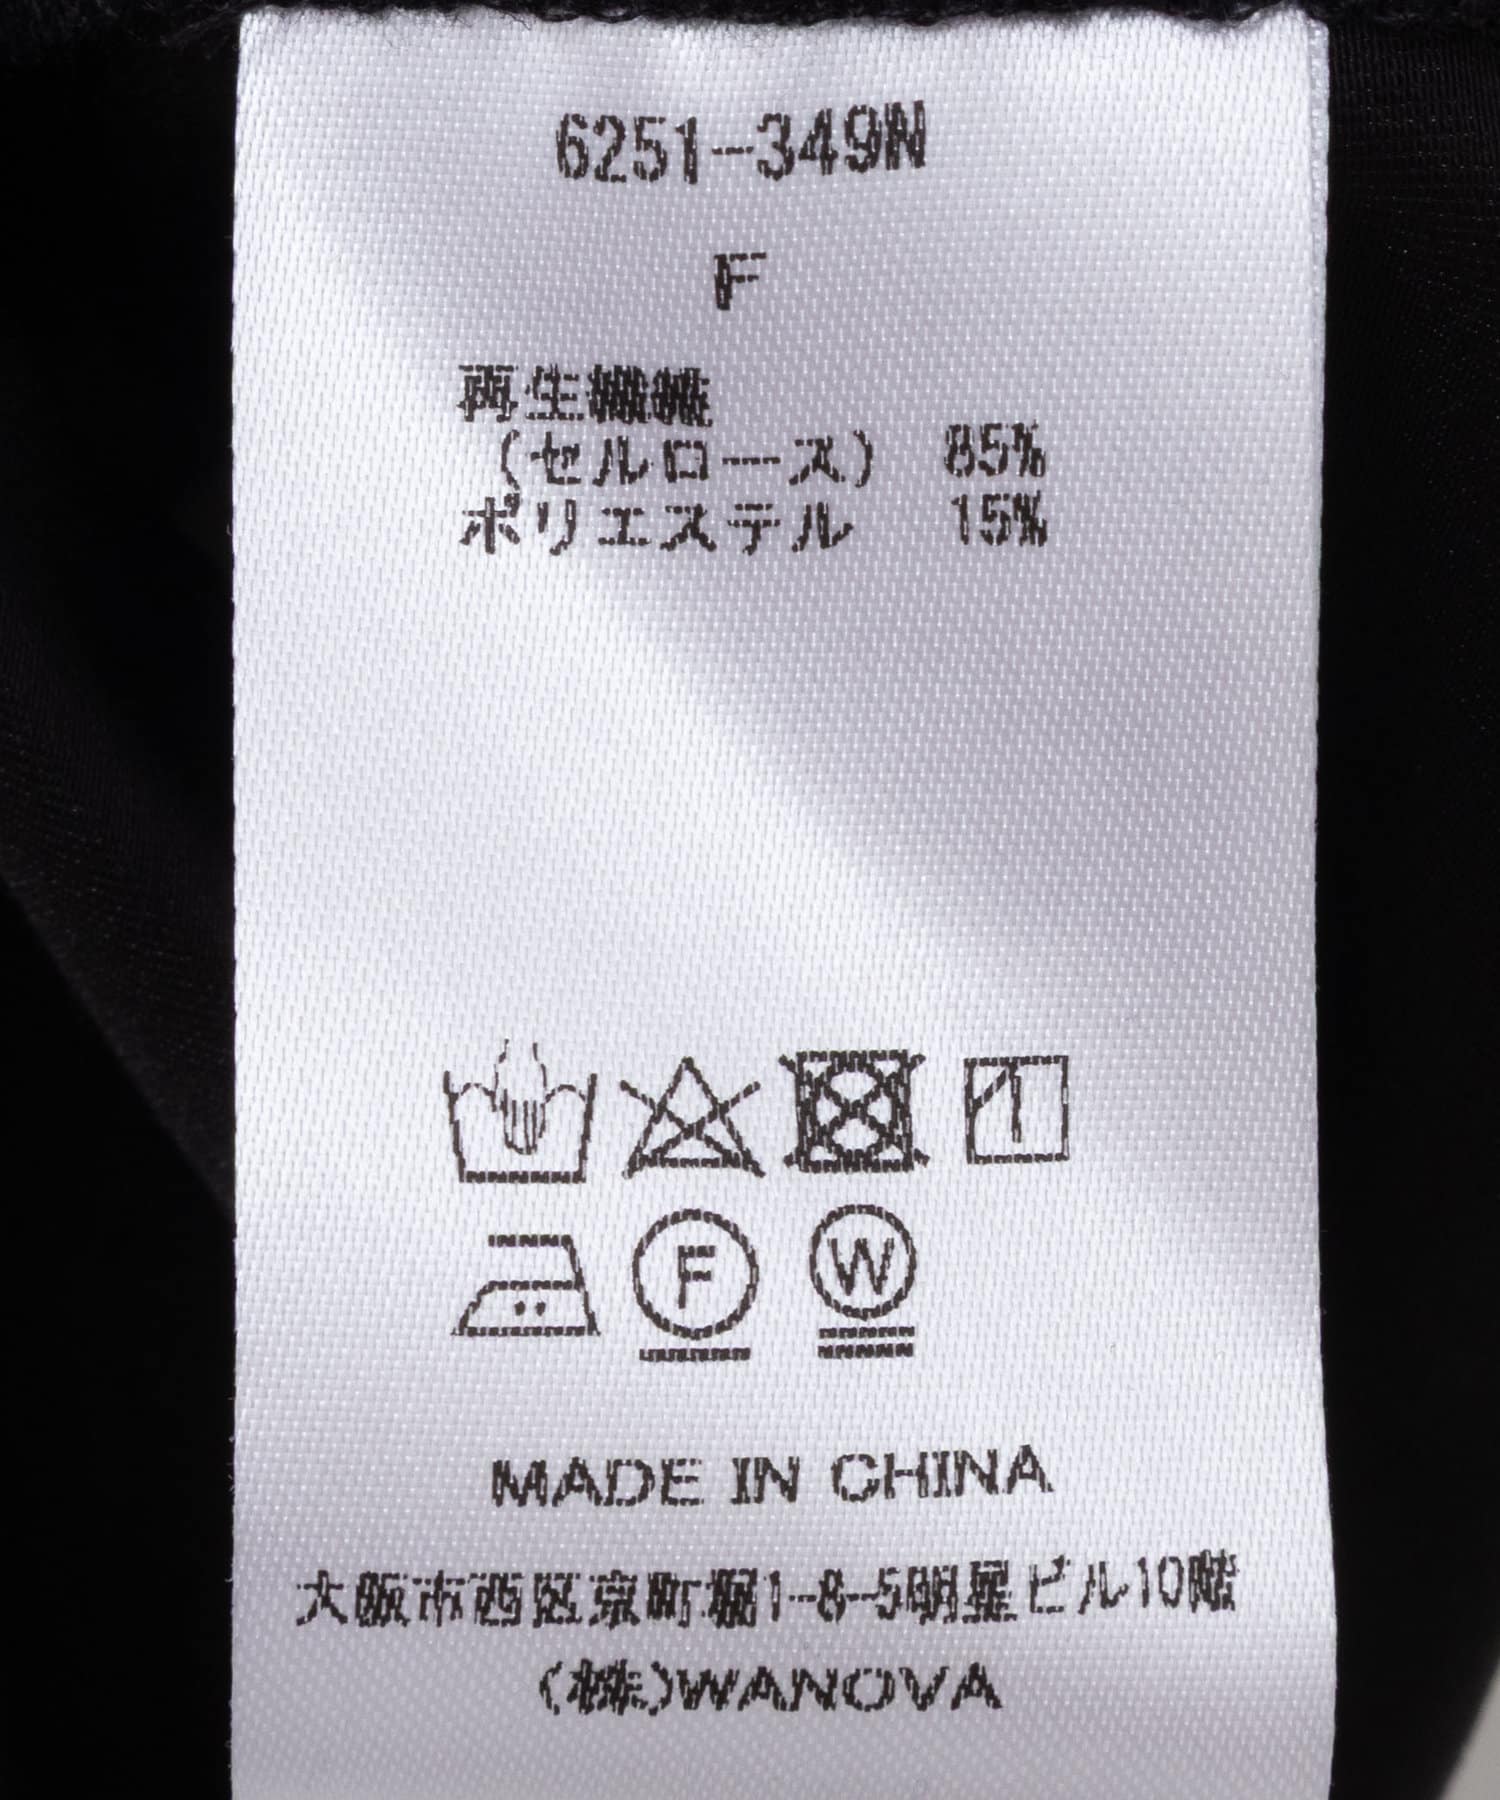 6251-349N
F
再生繊維
(セルロース) 85%
ポリエステル 15%
F
W
MADE IN CHINA
大阪市西区京町堀1-8-5明星ビル10階
(株)WANOVA